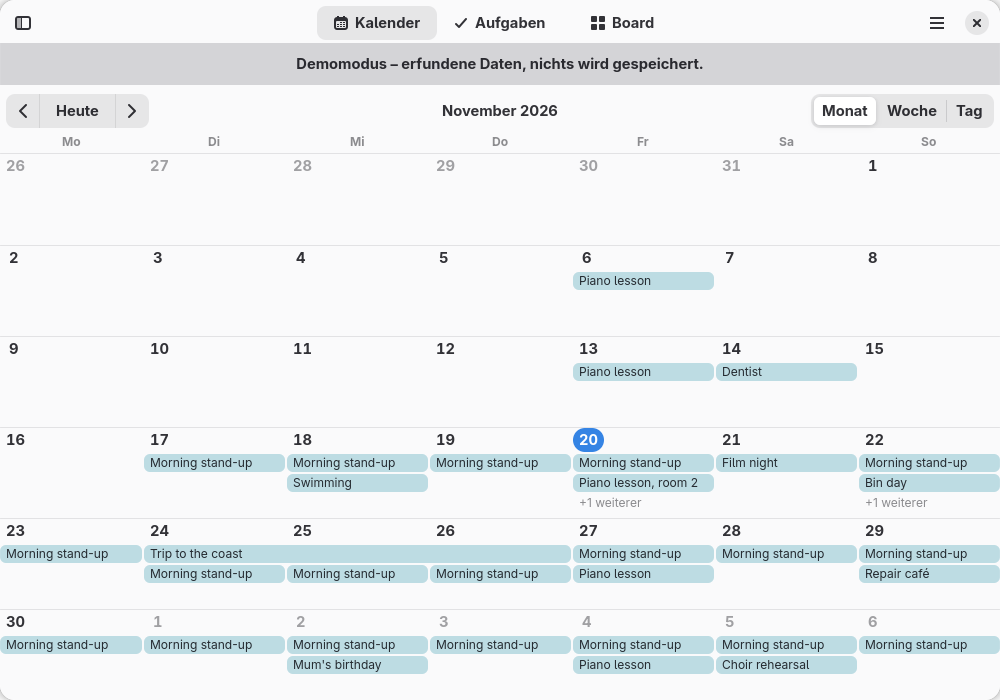 Kalender Aufgaben Board
Demomodus – erfundene Daten, nichts wird gespeichert.
Heute November 2026 Monat Woche Tag
Mo Di Mi Do Fr Sa So
26 27 28 29 30 31 1
2 3 4 5 6 7 8
Piano lesson
9 10 11 12 13 14 15
Piano lesson Dentist
16 17 18 19 20 21 22
Morning stand-up Morning stand-up Morning stand-up Morning stand-up Film night Morning stand-up
Swimming Piano lesson, room 2 Bin day
+1 weiterer +1 weiterer
23 24 25 26 27 28 29
Morning stand-up Trip to the coast Morning stand-up Morning stand-up Morning stand-up
Morning stand-up Morning stand-up Morning stand-up Piano lesson Repair café
30 1 2 3 4 5 6
Morning stand-up Morning stand-up Morning stand-up Morning stand-up Morning stand-up Morning stand-up Morning stand-up
Mum's birthday Piano lesson Choir rehearsal